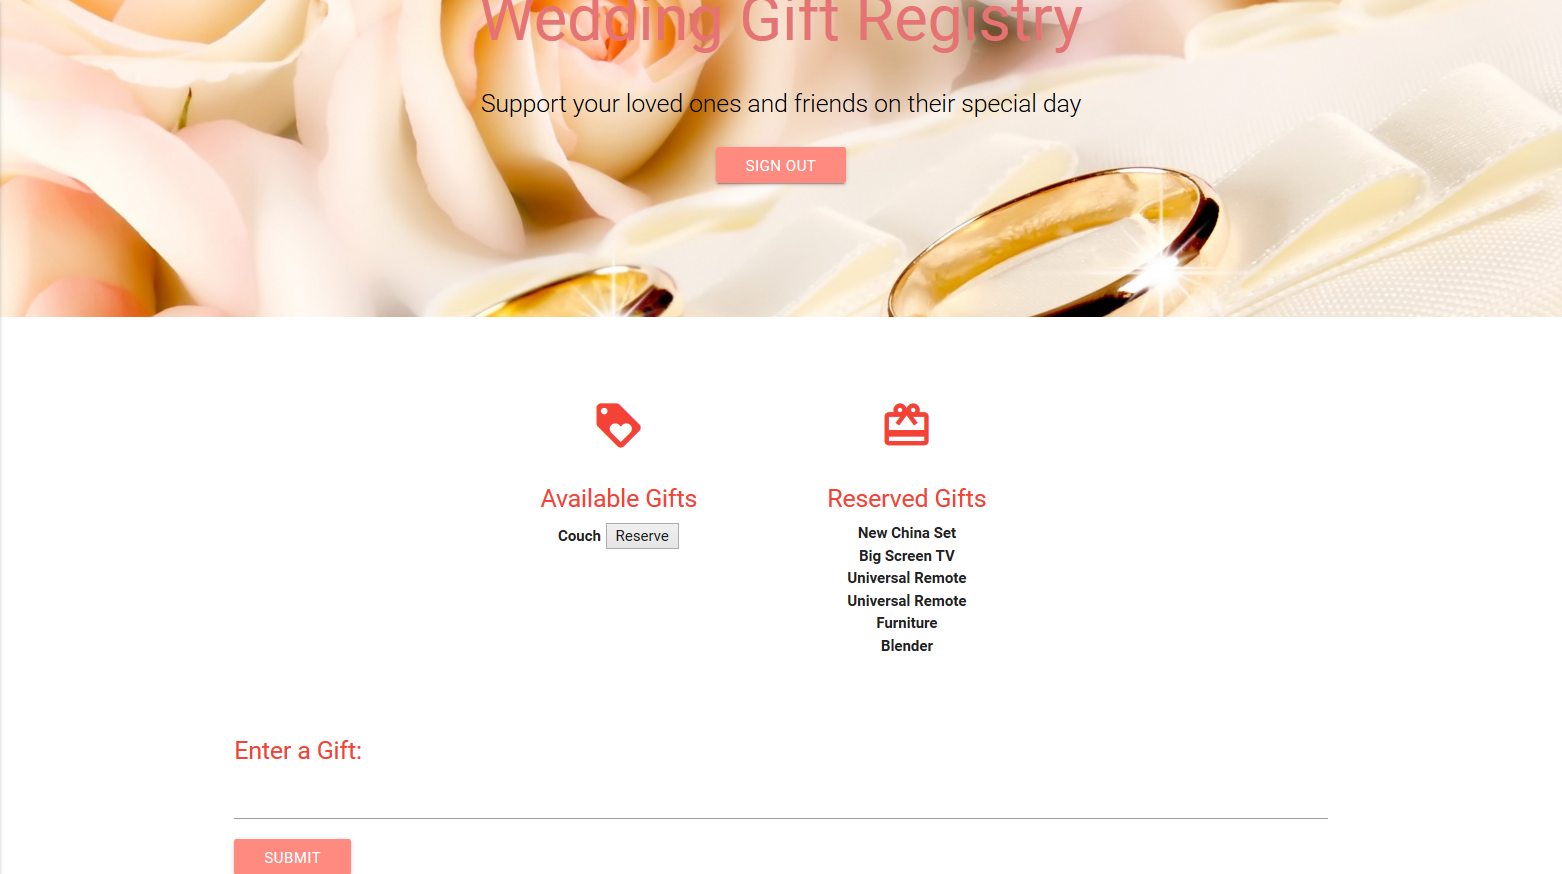 Wedding Gift Registry
Support your loved ones and friends on their special day
SIGN OUT
Available Gifts
Couch Reserve
Reserved Gifts
New China Set
Big Screen TV
Universal Remote
Universal Remote
Furniture
Blender
Enter a Gift:
SUBMIT